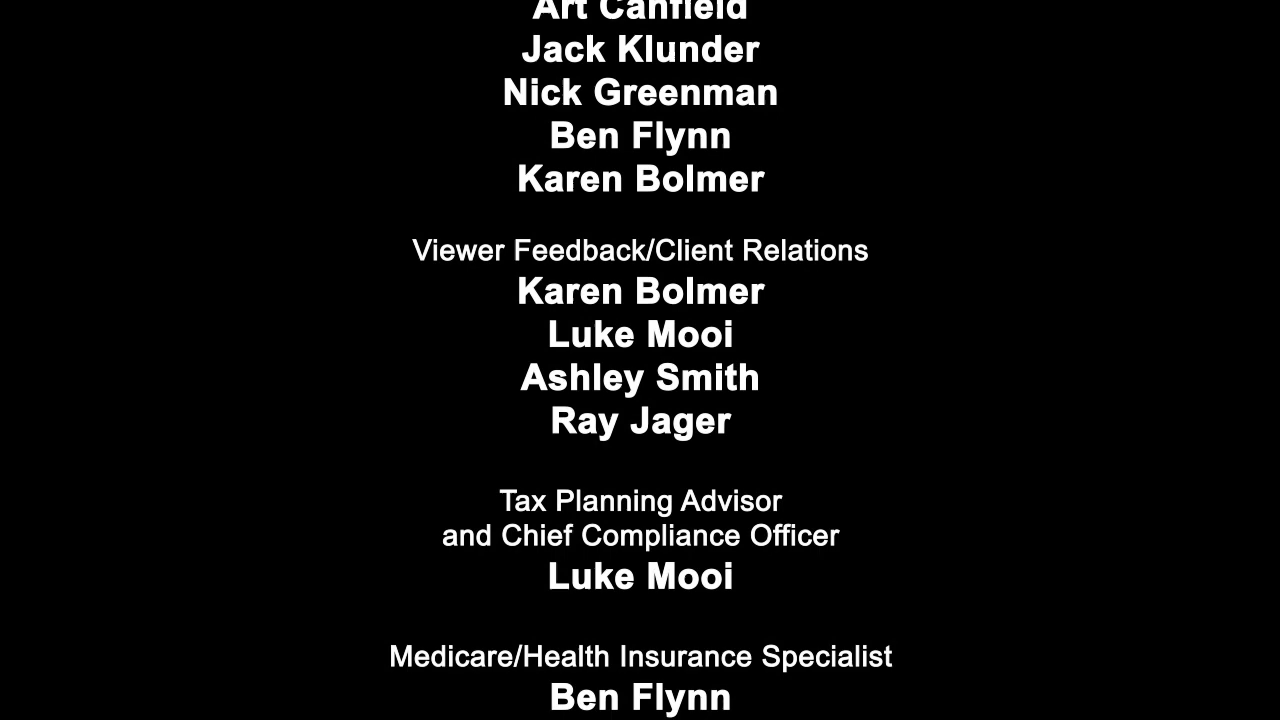 Art Canfield
Jack Klunder
Nick Greenman
Ben Flynn
Karen Bolmer
Viewer Feedback/Client Relations
Karen Bolmer
Luke Mooi
Ashley Smith
Ray Jager
Tax Planning Advisor
and Chief Compliance Officer
Luke Mooi
Medicare/Health Insurance Specialist
Ben Flynn